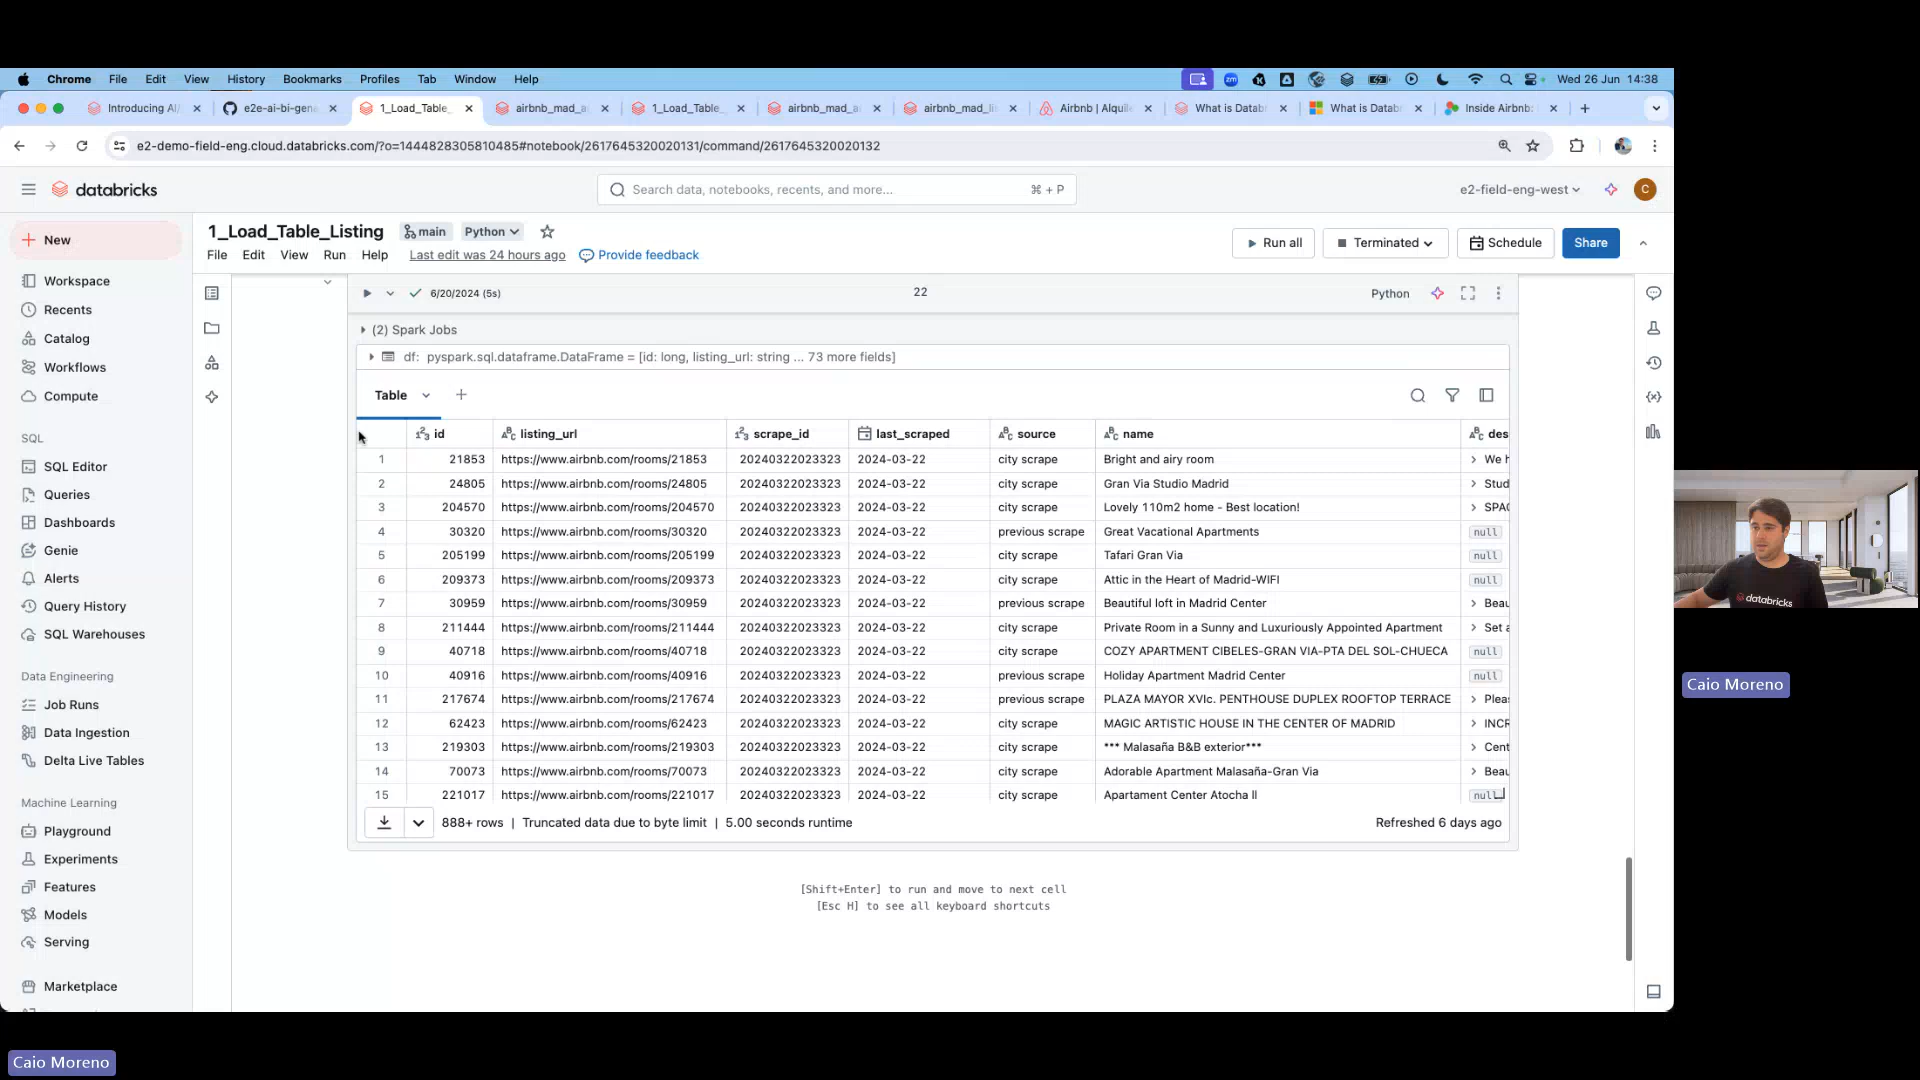 Chrome File Edit View History Bookmarks Profiles Tab Window Help zm Wed 26 Jun 14:38
Introducing AI/ e2e-ai-bi-gena 1_Load_Table_ airbnb_mad_a 1_Load_Table_ airbnb_mad_a airbnb_mad_li Airbnb | Alquil What is Datab What is Datab Inside Airbnb:
e2-demo-field-eng.cloud.databricks.com/?o=1444828305810485#notebook/2617645320020131/command/2617645320020132
databricks Search data, notebooks, recents, and more... ⌘ + P e2-field-eng-west C
New
Workspace
Recents
Catalog
Workflows
Compute
SQL
SQL Editor
Queries
Dashboards
Genie
Alerts
Query History
SQL Warehouses
Data Engineering
Job Runs
Data Ingestion
Delta Live Tables
Machine Learning
Playground
Experiments
Features
Models
Serving
Marketplace
1_Load_Table_Listing main Python
File Edit View Run Help Last edit was 24 hours ago Provide feedback
Run all Terminated Schedule Share
6/20/2024 (5s) 22 Python
(2) Spark Jobs
df: pyspark.sql.dataframe.DataFrame = [id: long, listing_url: string ... 73 more fields]
Table +
id listing_url scrape_id last_scraped source name des
1 21853 https://www.airbnb.com/rooms/21853 20240322023323 2024-03-22 city scrape Bright and airy room We h
2 24805 https://www.airbnb.com/rooms/24805 20240322023323 2024-03-22 city scrape Gran Via Studio Madrid Stud
3 204570 https://www.airbnb.com/rooms/204570 20240322023323 2024-03-22 city scrape Lovely 110m2 home - Best location! SPAC
4 30320 https://www.airbnb.com/rooms/30320 20240322023323 2024-03-22 previous scrape Great Vacational Apartments null
5 205199 https://www.airbnb.com/rooms/205199 20240322023323 2024-03-22 city scrape Tafari Gran Via null
6 209373 https://www.airbnb.com/rooms/209373 20240322023323 2024-03-22 city scrape Attic in the Heart of Madrid-WIFI null
7 30959 https://www.airbnb.com/rooms/30959 20240322023323 2024-03-22 previous scrape Beautiful loft in Madrid Center Beau
8 211444 https://www.airbnb.com/rooms/211444 20240322023323 2024-03-22 city scrape Private Room in a Sunny and Luxuriously Appointed Apartment Set a
9 40718 https://www.airbnb.com/rooms/40718 20240322023323 2024-03-22 city scrape COZY APARTMENT CIBELES-GRAN VIA-PTA DEL SOL-CHUECA null
10 40916 https://www.airbnb.com/rooms/40916 20240322023323 2024-03-22 previous scrape Holiday Apartment Madrid Center null
11 217674 https://www.airbnb.com/rooms/217674 20240322023323 2024-03-22 previous scrape PLAZA MAYOR XVIc. PENTHOUSE DUPLEX ROOFTOP TERRACE Pleas
12 62423 https://www.airbnb.com/rooms/62423 20240322023323 2024-03-22 city scrape MAGIC ARTISTIC HOUSE IN THE CENTER OF MADRID INCR
13 219303 https://www.airbnb.com/rooms/219303 20240322023323 2024-03-22 city scrape *** Malasaña B&B exterior*** Cent
14 70073 https://www.airbnb.com/rooms/70073 20240322023323 2024-03-22 city scrape Adorable Apartment Malasaña-Gran Via Beau
15 221017 https://www.airbnb.com/rooms/221017 20240322023323 2024-03-22 city scrape Apartament Center Atocha II null
888+ rows | Truncated data due to byte limit | 5.00 seconds runtime Refreshed 6 days ago
[Shift+Enter] to run and move to next cell
[Esc H] to see all keyboard shortcuts
databricks
Caio Moreno
Caio Moreno